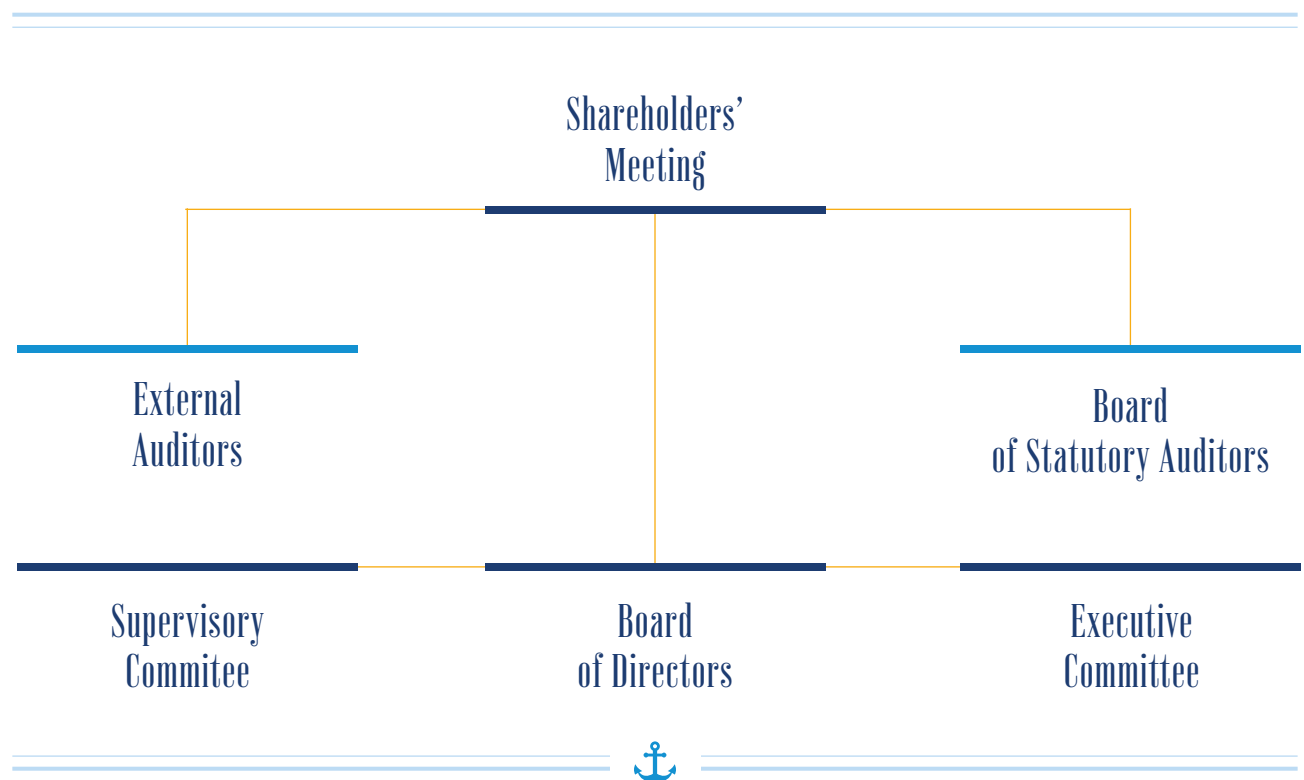 Shareholders’
Meeting
External
Auditors
Board
of Statutory Auditors
Supervisory
Commitee
Board
of Directors
Executive
Committee